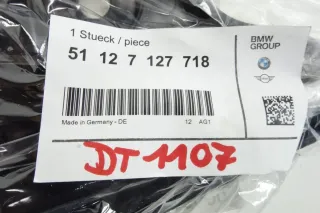 1 Stueck / piece
51 12 7 127 718
BMW
GROUP
Made in Germany - DE
12 AG1
DT 1107